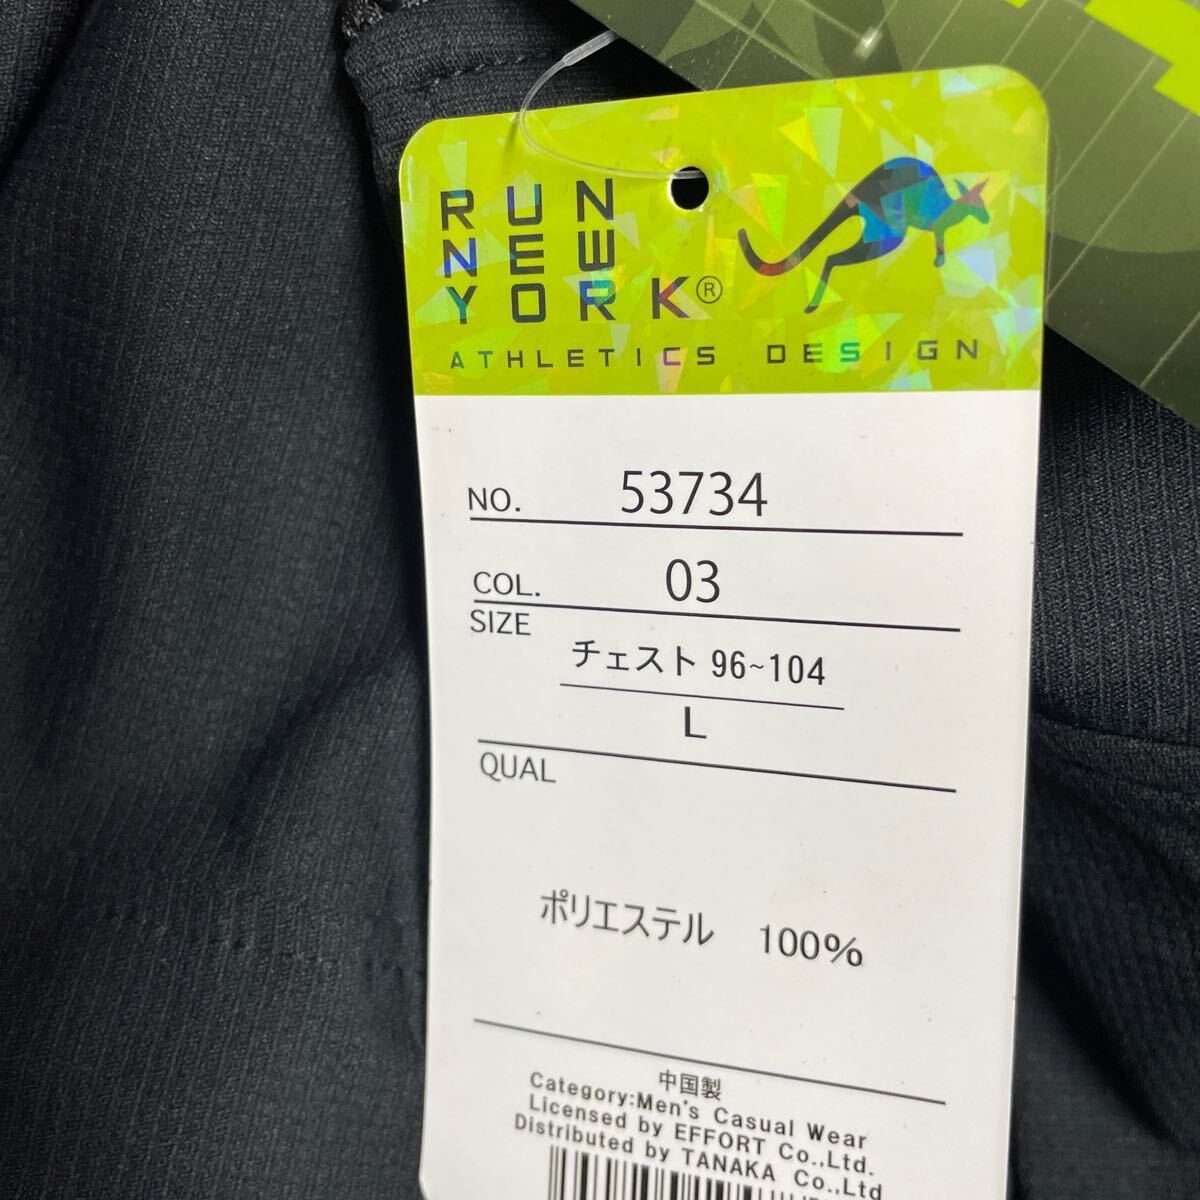 RUN
NEW
YORK®
ATHLETICS DESIGN
NO. 53734
COL. 03
SIZE
チェスト 96~104
L
QUAL
ポリエステル 100%
中国製
Category:Men's Casual Wear
Licensed by EFFORT Co.,Ltd.
Distributed by TANAKA Co.,Ltd